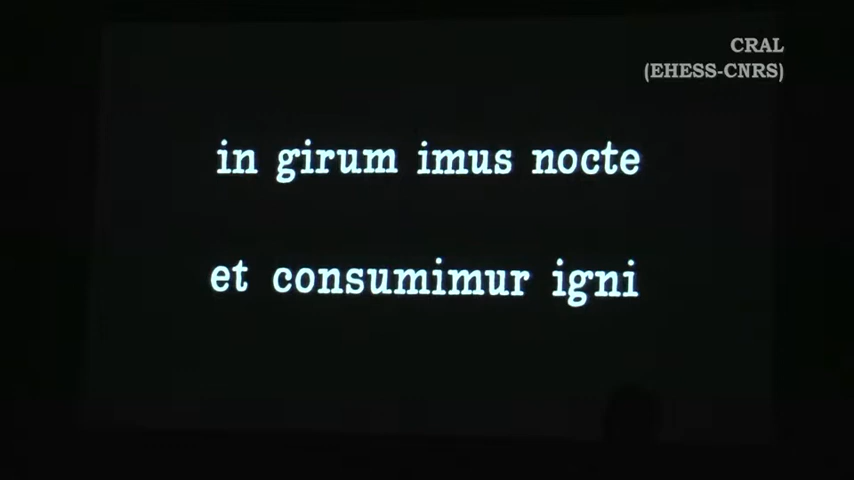 CRAL
(EHESS-CNRS)
in girum imus nocte
et consumimur igni